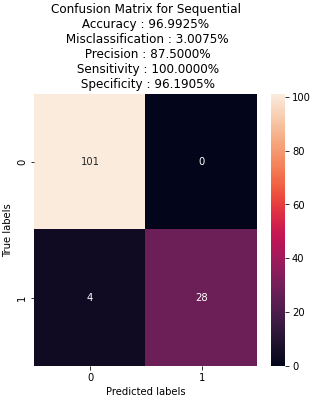 Confusion Matrix for Sequential
Accuracy : 96.9925%
Misclassification : 3.0075%
Precision : 87.5000%
Sensitivity : 100.0000%
Specificity : 96.1905%
100
101
0
0
80
60
True labels
40
4
28
1
20
0
0
1
Predicted labels